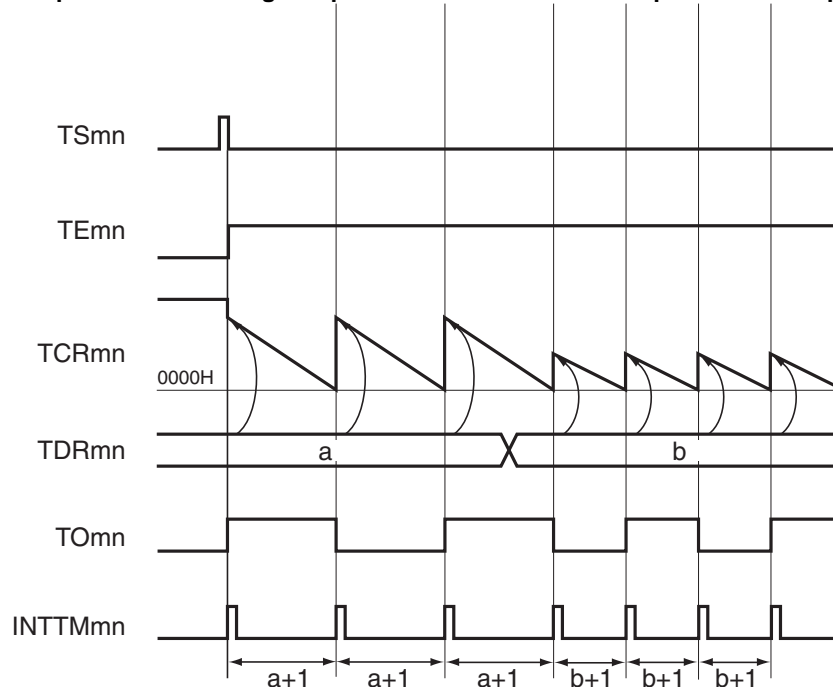 TSmn
TEmn
TCRmn
0000H
TDRmn
a
b
TOmn
INTTMmn
a+1 a+1 a+1 b+1 b+1 b+1